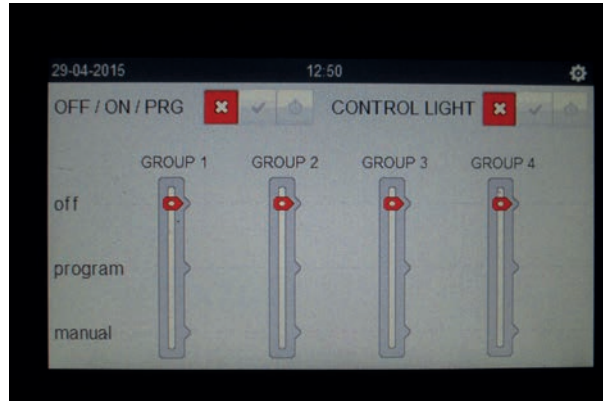 29-04-2015 12:50
OFF / ON / PRG CONTROL LIGHT
GROUP 1 GROUP 2 GROUP 3 GROUP 4
off
program
manual